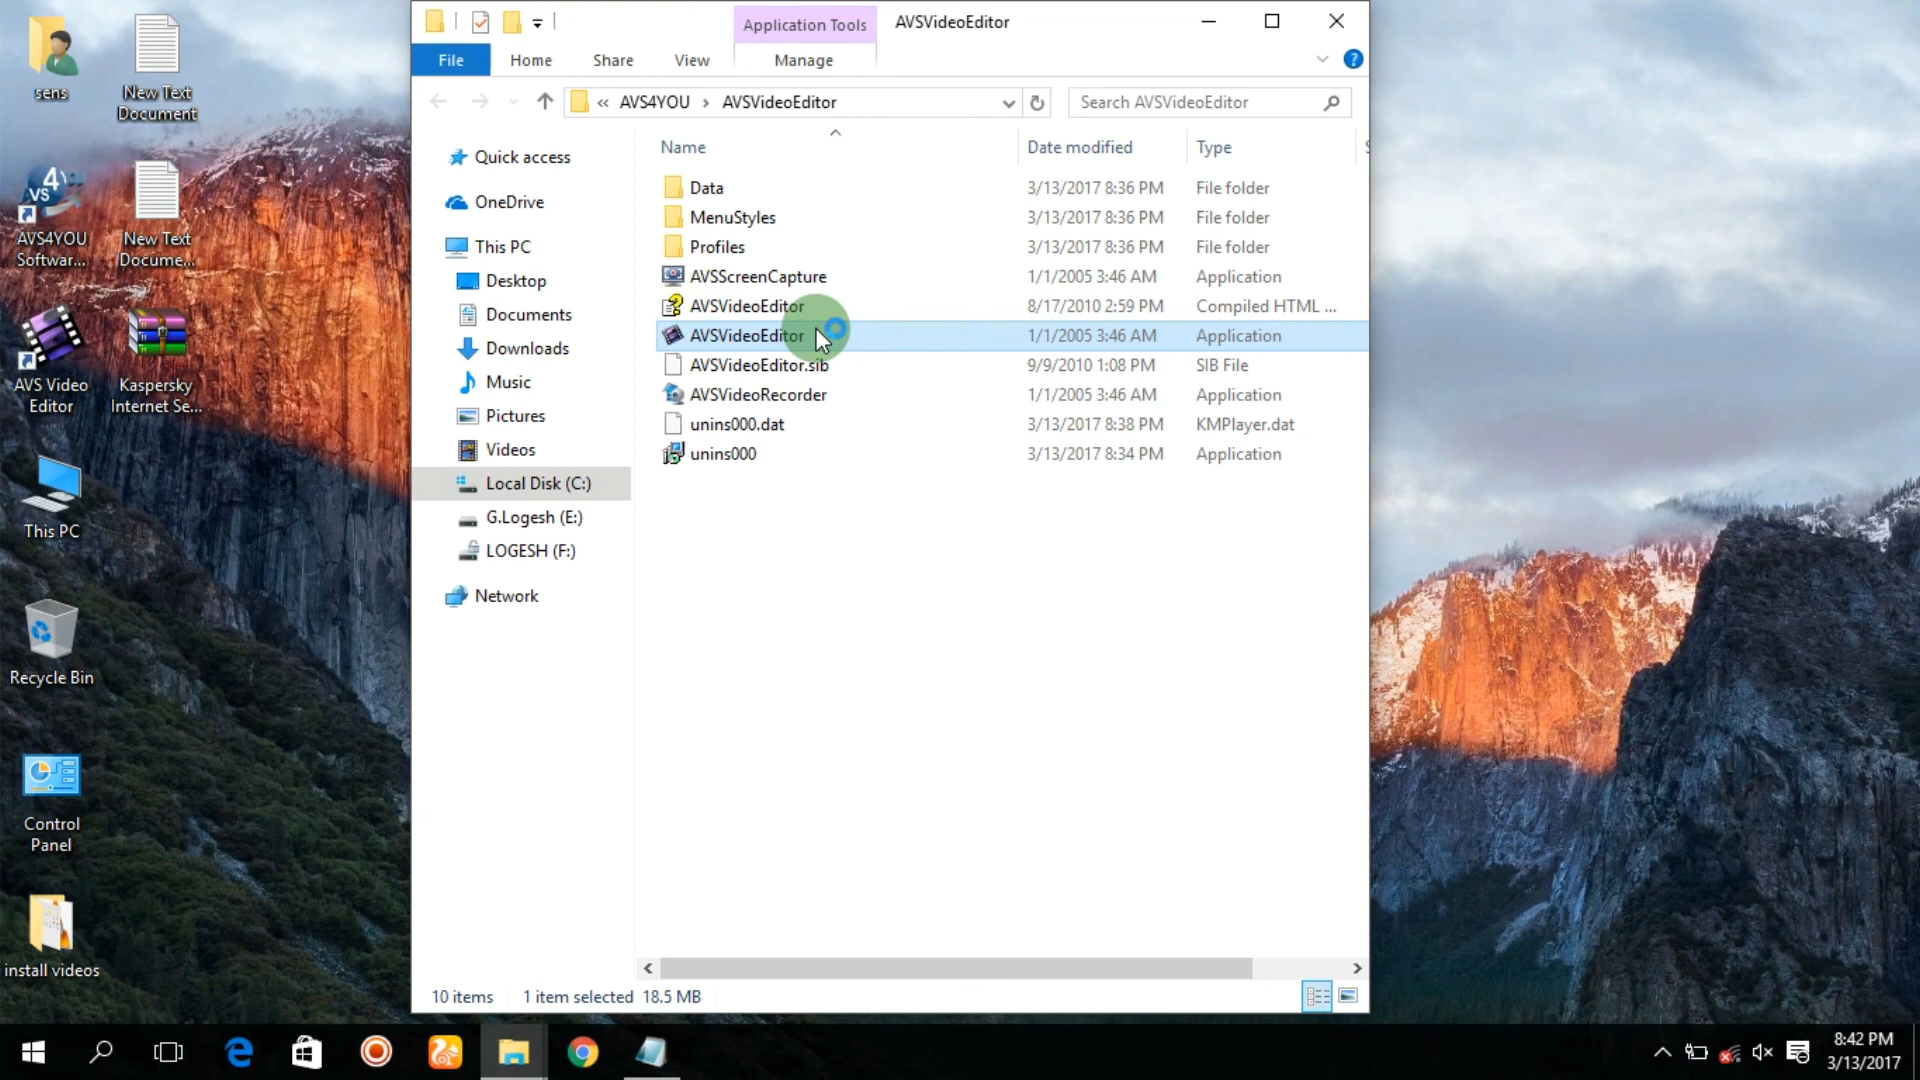 sens
New Text
Document
AVS4YOU
Softwar...
New Text
Docume...
AVS Video
Editor
Kaspersky
Internet Se...
This PC
Recycle Bin
Control
Panel
install videos
Application Tools
AVSVideoEditor
File
Home
Share
View
Manage
« AVS4YOU › AVSVideoEditor
Search AVSVideoEditor
Quick access
OneDrive
This PC
Desktop
Documents
Downloads
Music
Pictures
Videos
Local Disk (C:)
G.Logesh (E:)
LOGESH (F:)
Network
Name Date modified Type
Data 3/13/2017 8:36 PM File folder
MenuStyles 3/13/2017 8:36 PM File folder
Profiles 3/13/2017 8:36 PM File folder
AVSScreenCapture 1/1/2005 3:46 AM Application
AVSVideoEditor 8/17/2010 2:59 PM Compiled HTML ...
AVSVideoEditor 1/1/2005 3:46 AM Application
AVSVideoEditor.sib 9/9/2010 1:08 PM SIB File
AVSVideoRecorder 1/1/2005 3:46 AM Application
unins000.dat 3/13/2017 8:38 PM KMPlayer.dat
unins000 3/13/2017 8:34 PM Application
10 items 1 item selected 18.5 MB
8:42 PM
3/13/2017